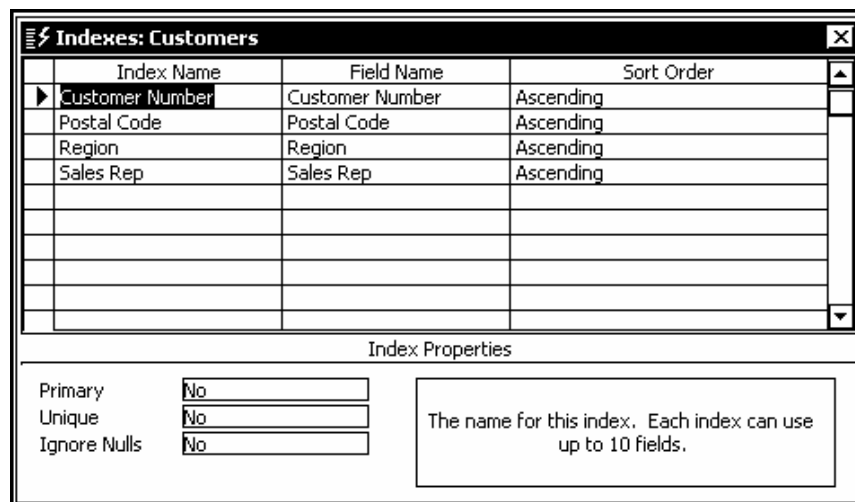 Indexes: Customers
Index Name Field Name Sort Order
Customer Number Customer Number Ascending
Postal Code Postal Code Ascending
Region Region Ascending
Sales Rep Sales Rep Ascending
Index Properties
Primary No
Unique No
Ignore Nulls No
The name for this index. Each index can use
up to 10 fields.